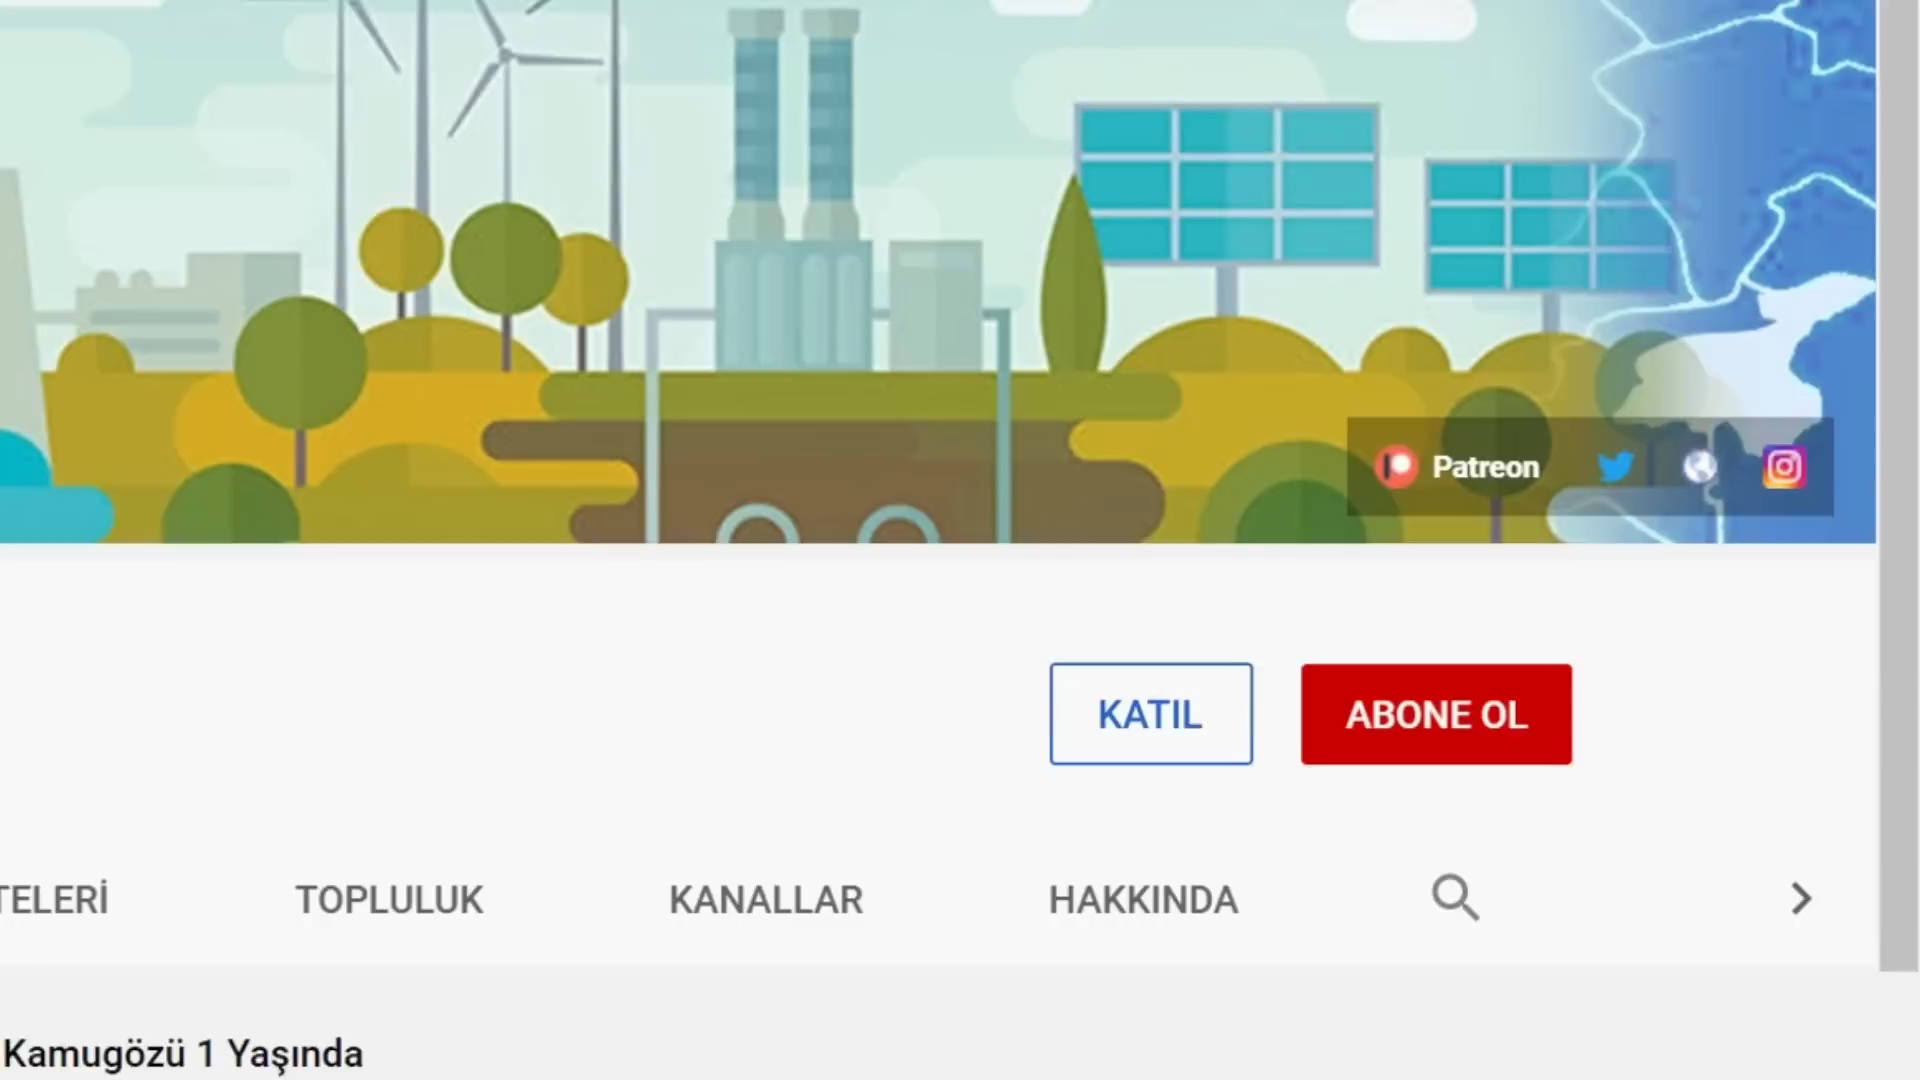 Patreon
KATIL
ABONE OL
TELERİ
TOPLULUK
KANALLAR
HAKKINDA
Kamugözü 1 Yaşında